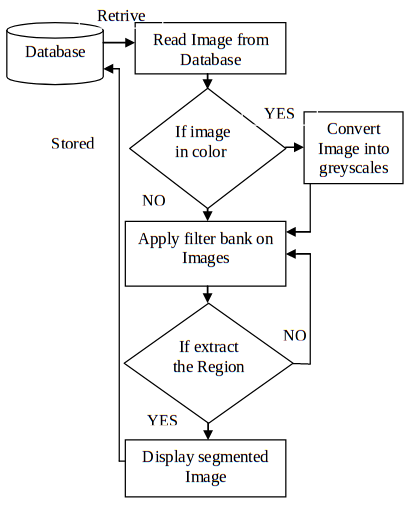 Retrive
Database
Read Image from
Database
YES
If image
in color
Convert
Image into
greyscales
Stored
NO
Apply filter bank on
Images
NO
If extract
the Region
YES
Display segmented
Image